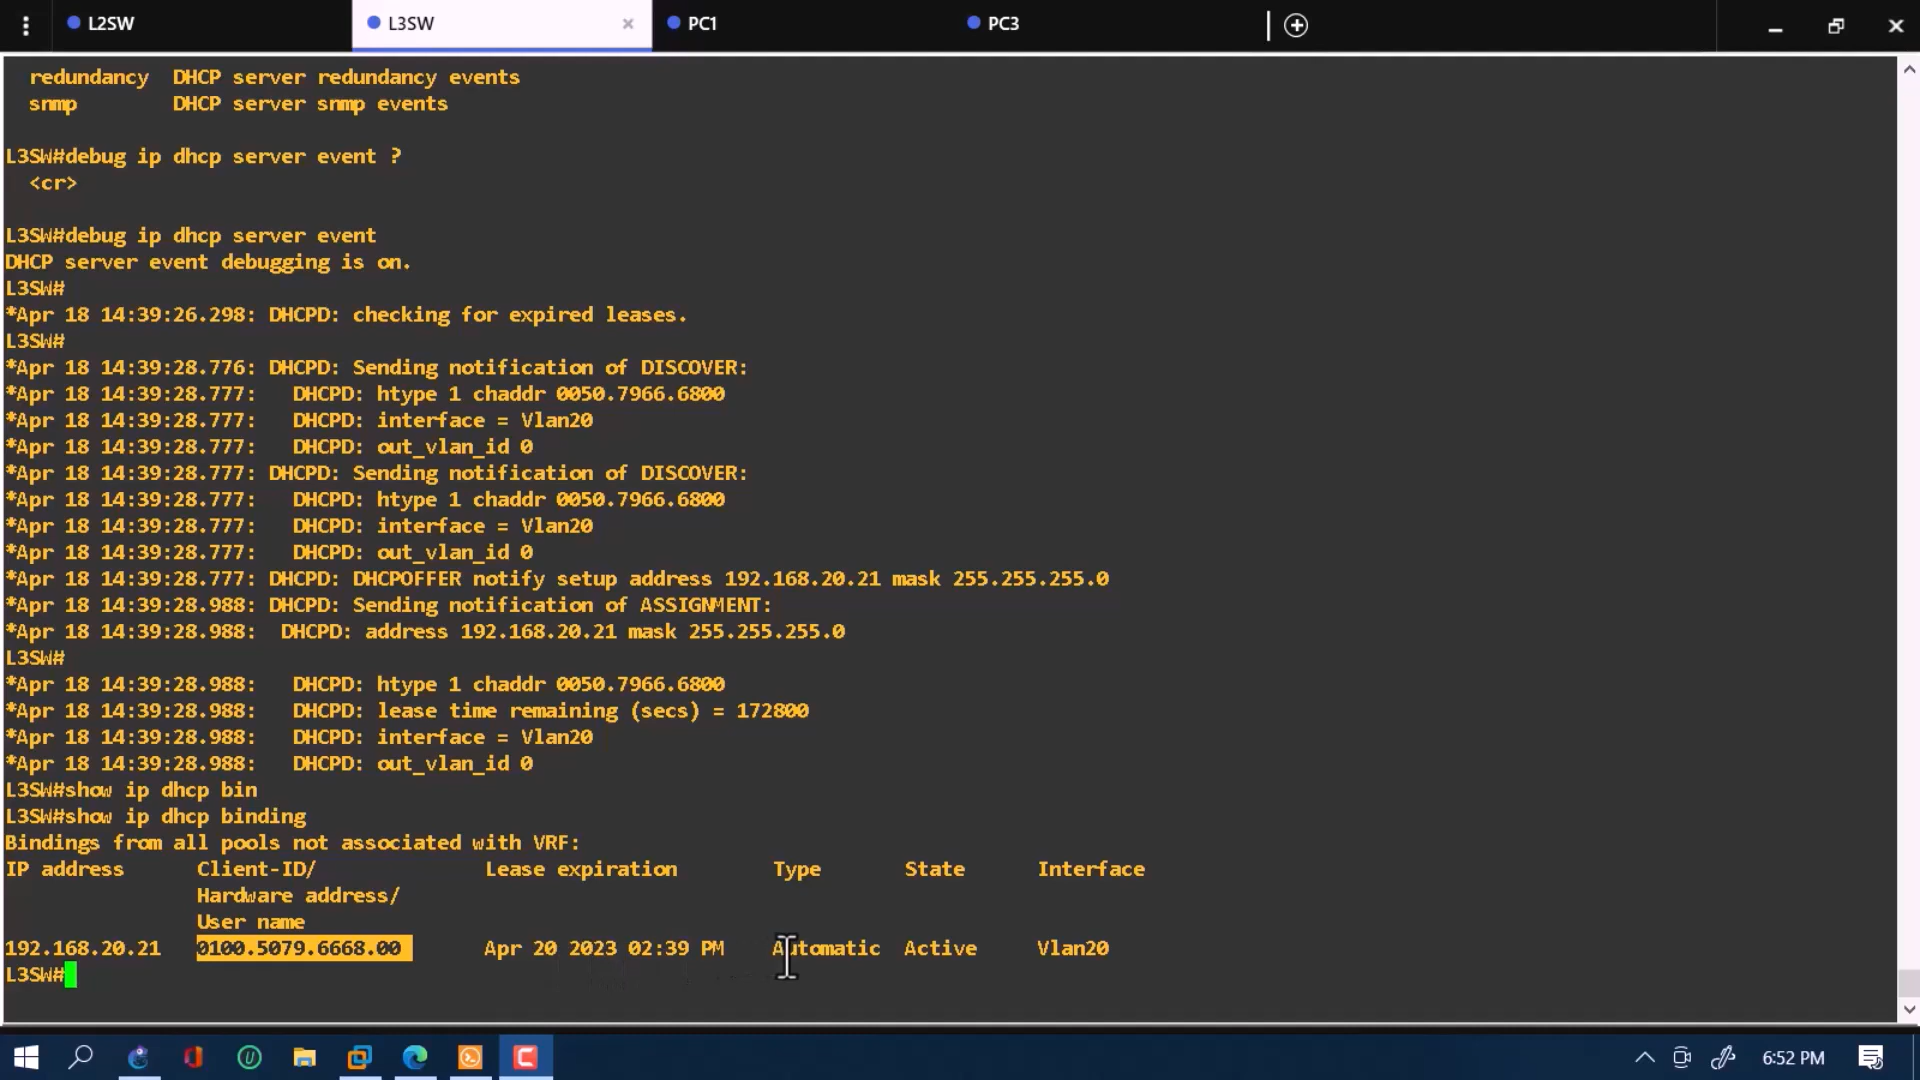 L2SW
L3SW
PC1
PC3
redundancy  DHCP server redundancy events
snmp        DHCP server snmp events
L3SW#debug ip dhcp server event ?
<cr>
L3SW#debug ip dhcp server event
DHCP server event debugging is on.
L3SW#
*Apr 18 14:39:26.298: DHCPD: checking for expired leases.
L3SW#
*Apr 18 14:39:28.776: DHCPD: Sending notification of DISCOVER:
*Apr 18 14:39:28.777:   DHCPD: htype 1 chaddr 0050.7966.6800
*Apr 18 14:39:28.777:   DHCPD: interface = Vlan20
*Apr 18 14:39:28.777:   DHCPD: out_vlan_id 0
*Apr 18 14:39:28.777: DHCPD: Sending notification of DISCOVER:
*Apr 18 14:39:28.777:   DHCPD: htype 1 chaddr 0050.7966.6800
*Apr 18 14:39:28.777:   DHCPD: interface = Vlan20
*Apr 18 14:39:28.777:   DHCPD: out_vlan_id 0
*Apr 18 14:39:28.777: DHCPD: DHCPOFFER notify setup address 192.168.20.21 mask 255.255.255.0
*Apr 18 14:39:28.988: DHCPD: Sending notification of ASSIGNMENT:
*Apr 18 14:39:28.988:  DHCPD: address 192.168.20.21 mask 255.255.255.0
L3SW#
*Apr 18 14:39:28.988:   DHCPD: htype 1 chaddr 0050.7966.6800
*Apr 18 14:39:28.988:   DHCPD: lease time remaining (secs) = 172800
*Apr 18 14:39:28.988:   DHCPD: interface = Vlan20
*Apr 18 14:39:28.988:   DHCPD: out_vlan_id 0
L3SW#show ip dhcp bin
L3SW#show ip dhcp binding
Bindings from all pools not associated with VRF:
IP address      Client-ID/              Lease expiration        Type       State      Interface
Hardware address/
User name
192.168.20.21   0100.5079.6668.00       Apr 20 2023 02:39 PM    Automatic  Active     Vlan20
L3SW#
6:52 PM